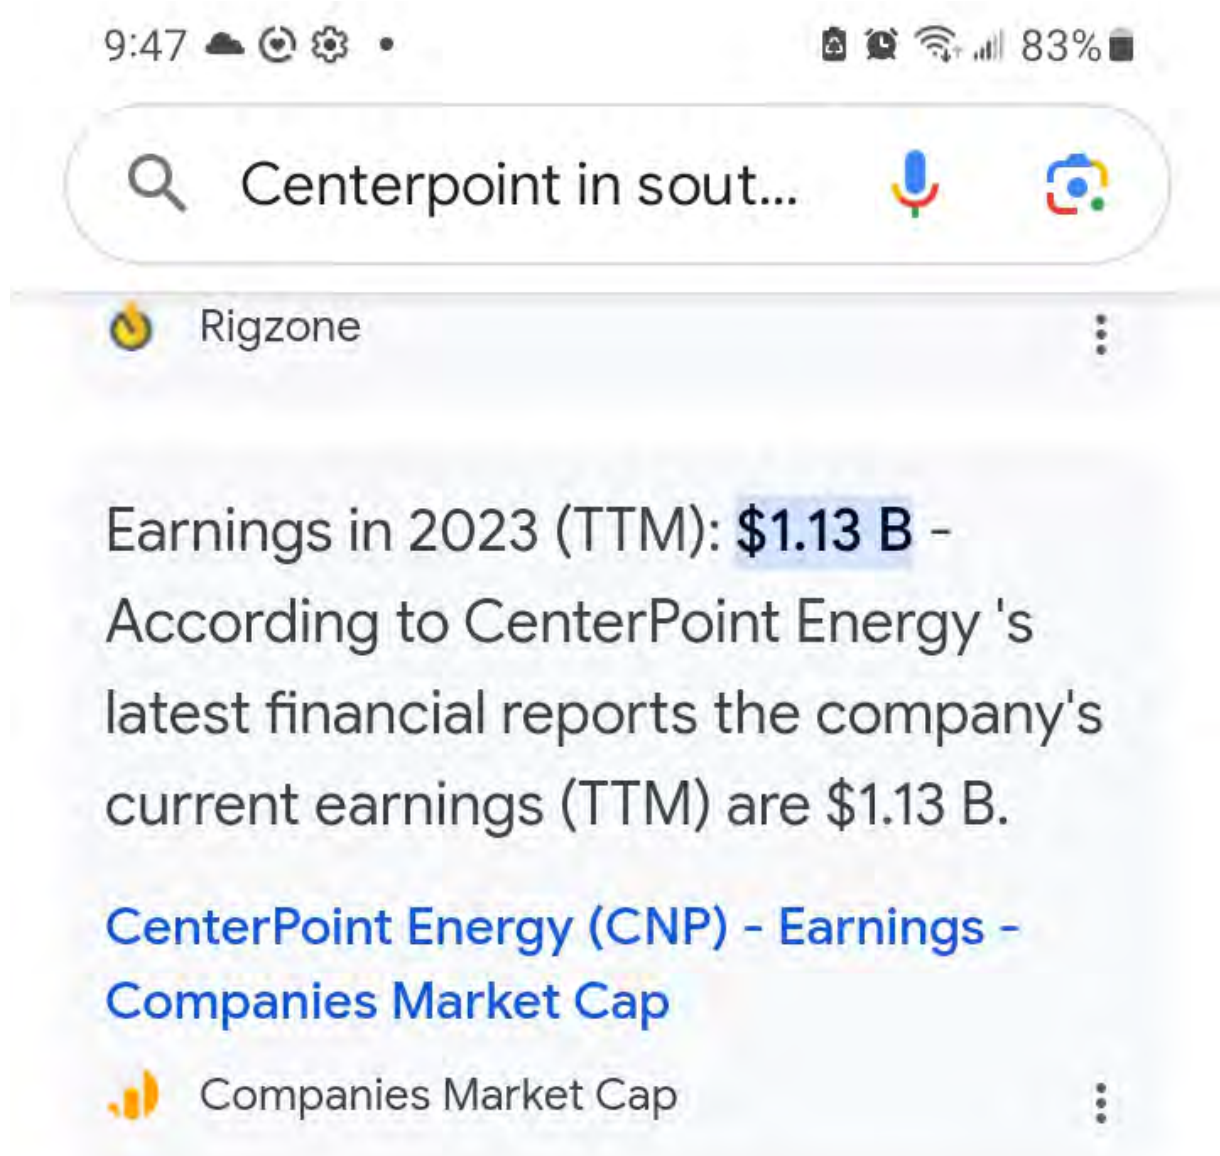 9:47 83%
Centerpoint in sout...
Rigzone
Earnings in 2023 (TTM): $1.13 B -
According to CenterPoint Energy 's
latest financial reports the company's
current earnings (TTM) are $1.13 B.
CenterPoint Energy (CNP) - Earnings -
Companies Market Cap
Companies Market Cap